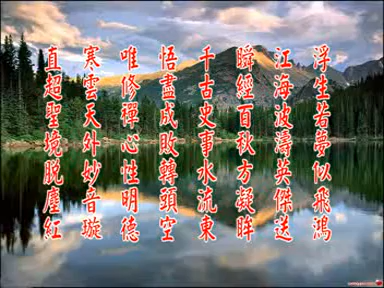 浮生若夢似飛鴻
江海波濤英傑送
瞬經百秋方凝眸
千古史事水流東
悟盡成敗轉頭空
唯修禪心性明德
寒雲天外妙音璇
直超聖境脫塵紅